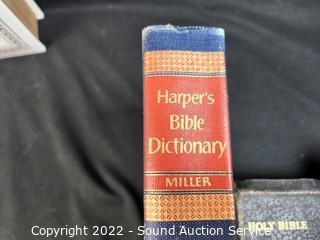 Harper's
Bible
Dictionary
MILLER
HOLY BIBLE
Copyright 2022 - Sound Auction Service